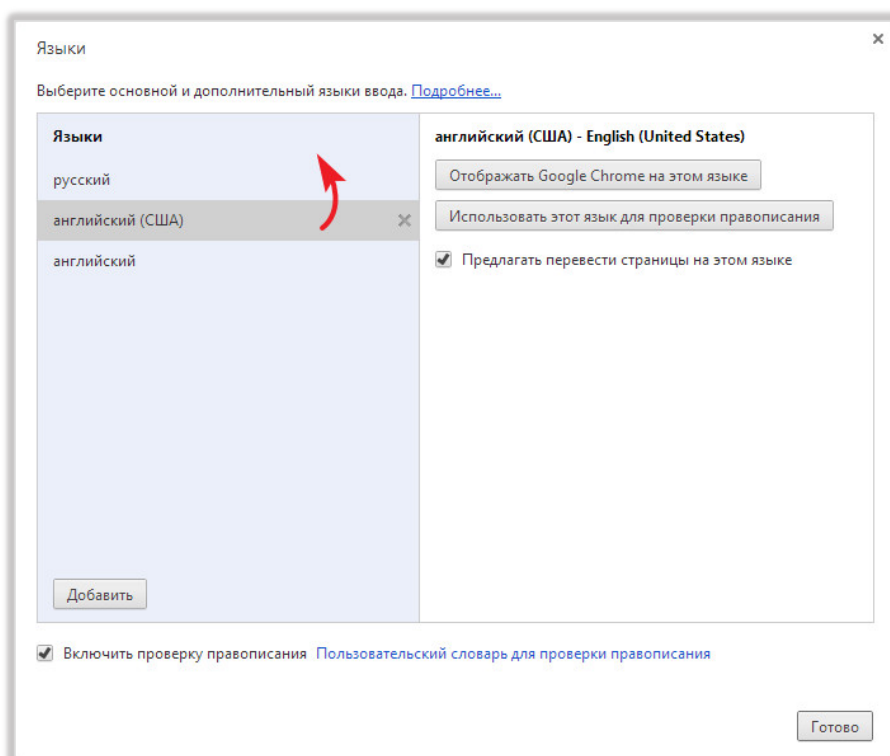 Языки
Выберите основной и дополнительный языки ввода. Подробнее...
Языки
русский
английский (США)
английский
Добавить
английский (США) - English (United States)
Отображать Google Chrome на этом языке
Использовать этот язык для проверки правописания
Предлагать перевести страницы на этом языке
Включить проверку правописания Пользовательский словарь для проверки правописания
Готово